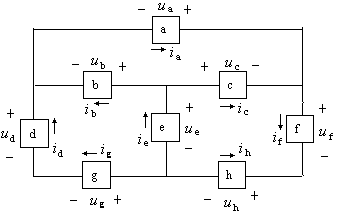 − u_a +
a
i_a
− u_b + + u_c −
b c
i_b i_c
+ + +
u_d d i_d i_e e u_e i_f f u_f
− − −
i_g i_h
g h
− u_g + − u_h +